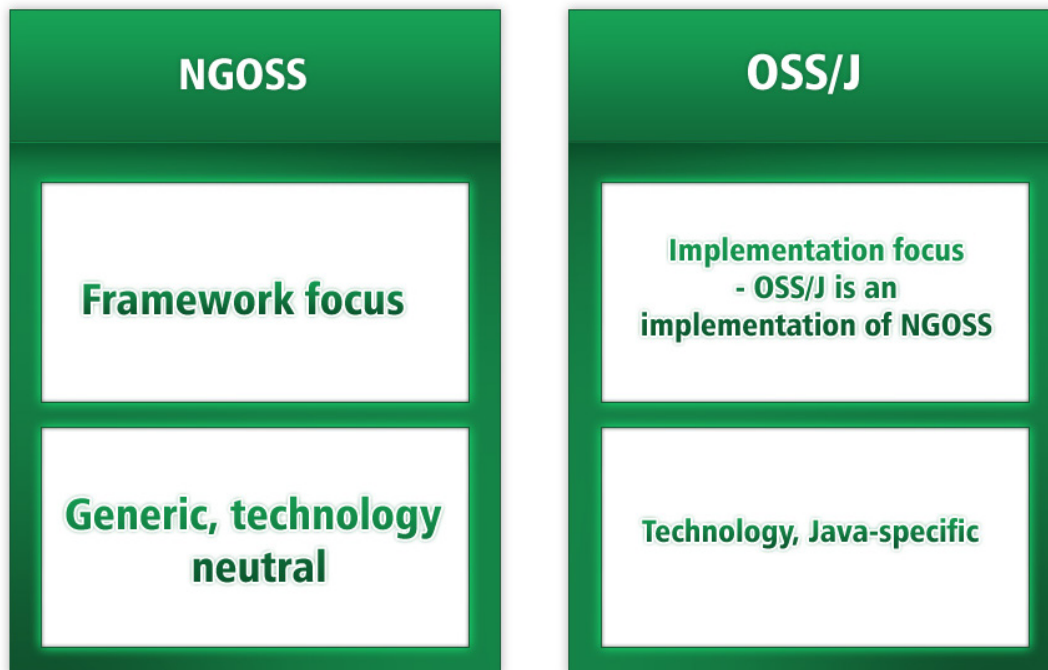 NGOSS
Framework focus
Generic, technology
neutral
OSS/J
Implementation focus
- OSS/J is an
implementation of NGOSS
Technology, Java-specific